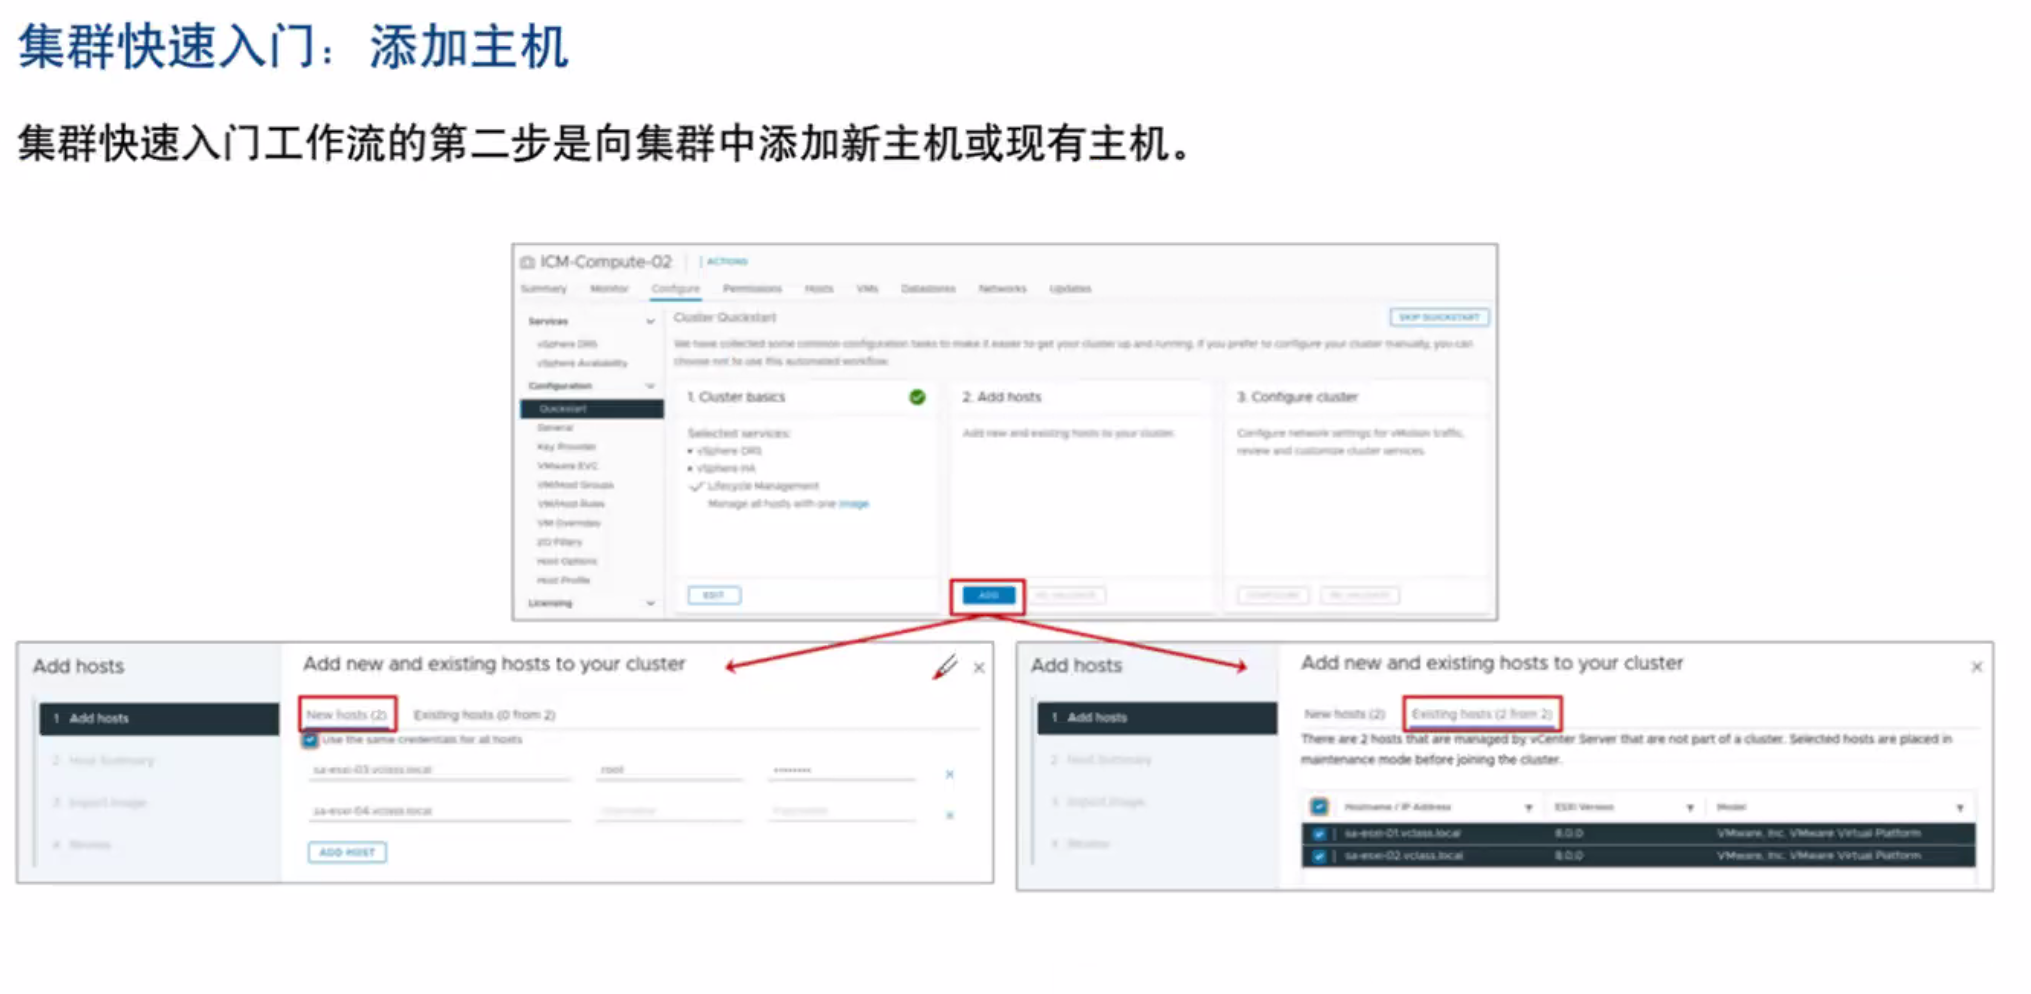 集群快速入门：添加主机
集群快速入门工作流的第二步是向集群中添加新主机或现有主机。
ICM-Compute-02 ACTIONS
Summary Monitor Configure Permissions Hosts VMs Datastores Networks Updates
Services
vSphere DRS
vSphere Availability
Configuration
Quickstart
General
Key Provider
VMware EVC
VM/Host Groups
VM/Host Rules
VM Overrides
I/O Filters
Host Options
Host Profile
Licensing
Cluster Quickstart
SKIP QUICKSTART
We have collected some common configuration tasks to make it easier to get your cluster up and running. If you prefer to configure your cluster manually, you can
choose not to use this automated workflow.
1. Cluster basics
Selected services:
• vSphere DRS
• vSphere HA
Lifecycle Management
Manage all hosts with one image
EDIT
2. Add hosts
Add new and existing hosts to your cluster.
ADD
RE-VALIDATE
3. Configure cluster
Configure network settings for vMotion traffic,
review and customize cluster services.
CONFIGURE
RE-VALIDATE
Add hosts
1 Add hosts
2 Host Summary
3 Import Image
4 Review
Add new and existing hosts to your cluster
New hosts (2) Existing hosts (0 from 2)
Use the same credentials for all hosts
sa-esxi-03.vclass.local root ••••••••
sa-esxi-04.vclass.local Username Password
ADD HOST
Add hosts
1 Add hosts
2 Host Summary
3 Import Image
4 Review
Add new and existing hosts to your cluster
New hosts (2) Existing hosts (2 from 2)
There are 2 hosts that are managed by vCenter Server that are not part of a cluster. Selected hosts are placed in
maintenance mode before joining the cluster.
Hostname / IP Address ESXi Version Model
sa-esxi-01.vclass.local 8.0.0 VMware, Inc. VMware Virtual Platform
sa-esxi-02.vclass.local 8.0.0 VMware, Inc. VMware Virtual Platform